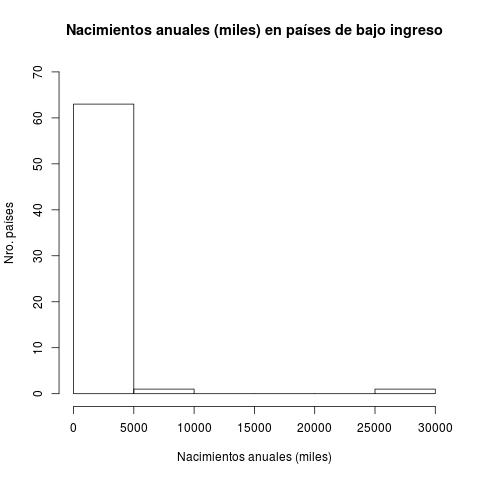 Nacimientos anuales (miles) en países de bajo ingreso
70
60
50
40
30
20
10
0
Nro. países
0 5000 10000 15000 20000 25000 30000
Nacimientos anuales (miles)